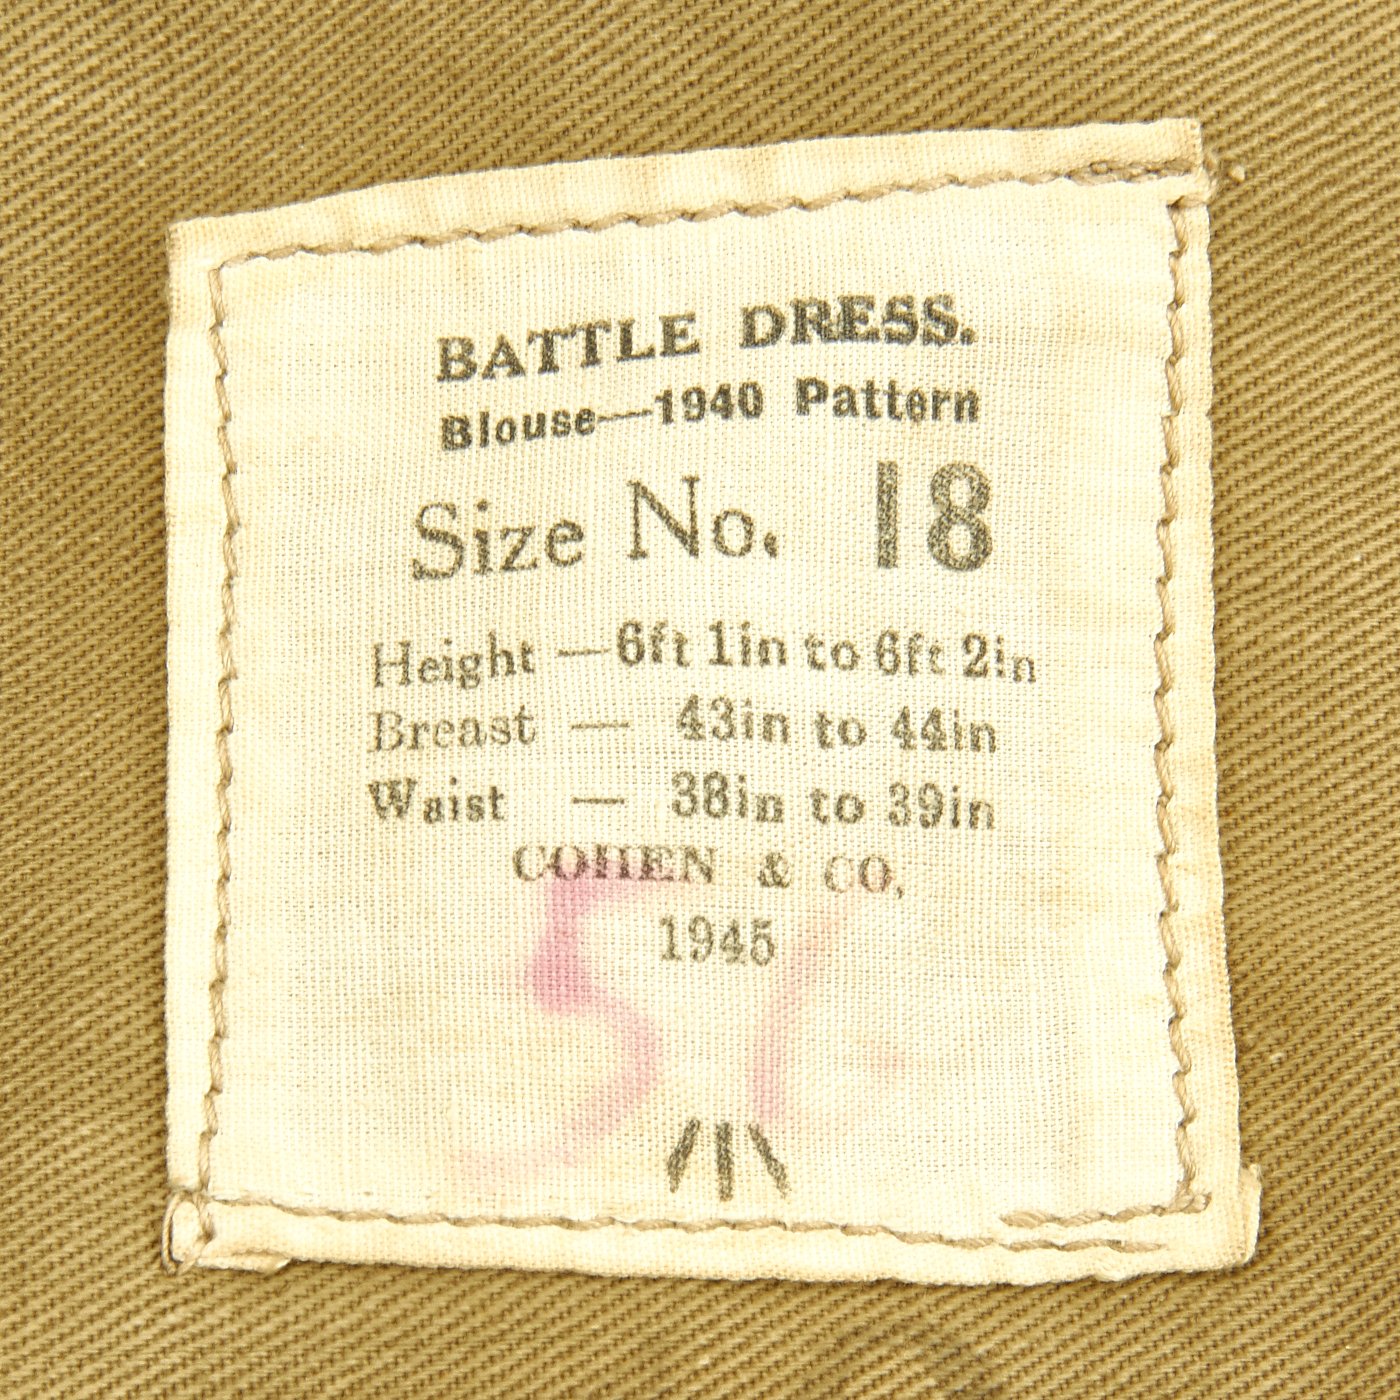 BATTLE DRESS.
Blouse—1940 Pattern
Size No. 18
Height — 6ft 1in to 6ft 2in
Breast — 43in to 44in
Waist — 38in to 39in
COHEN & CO,
1945